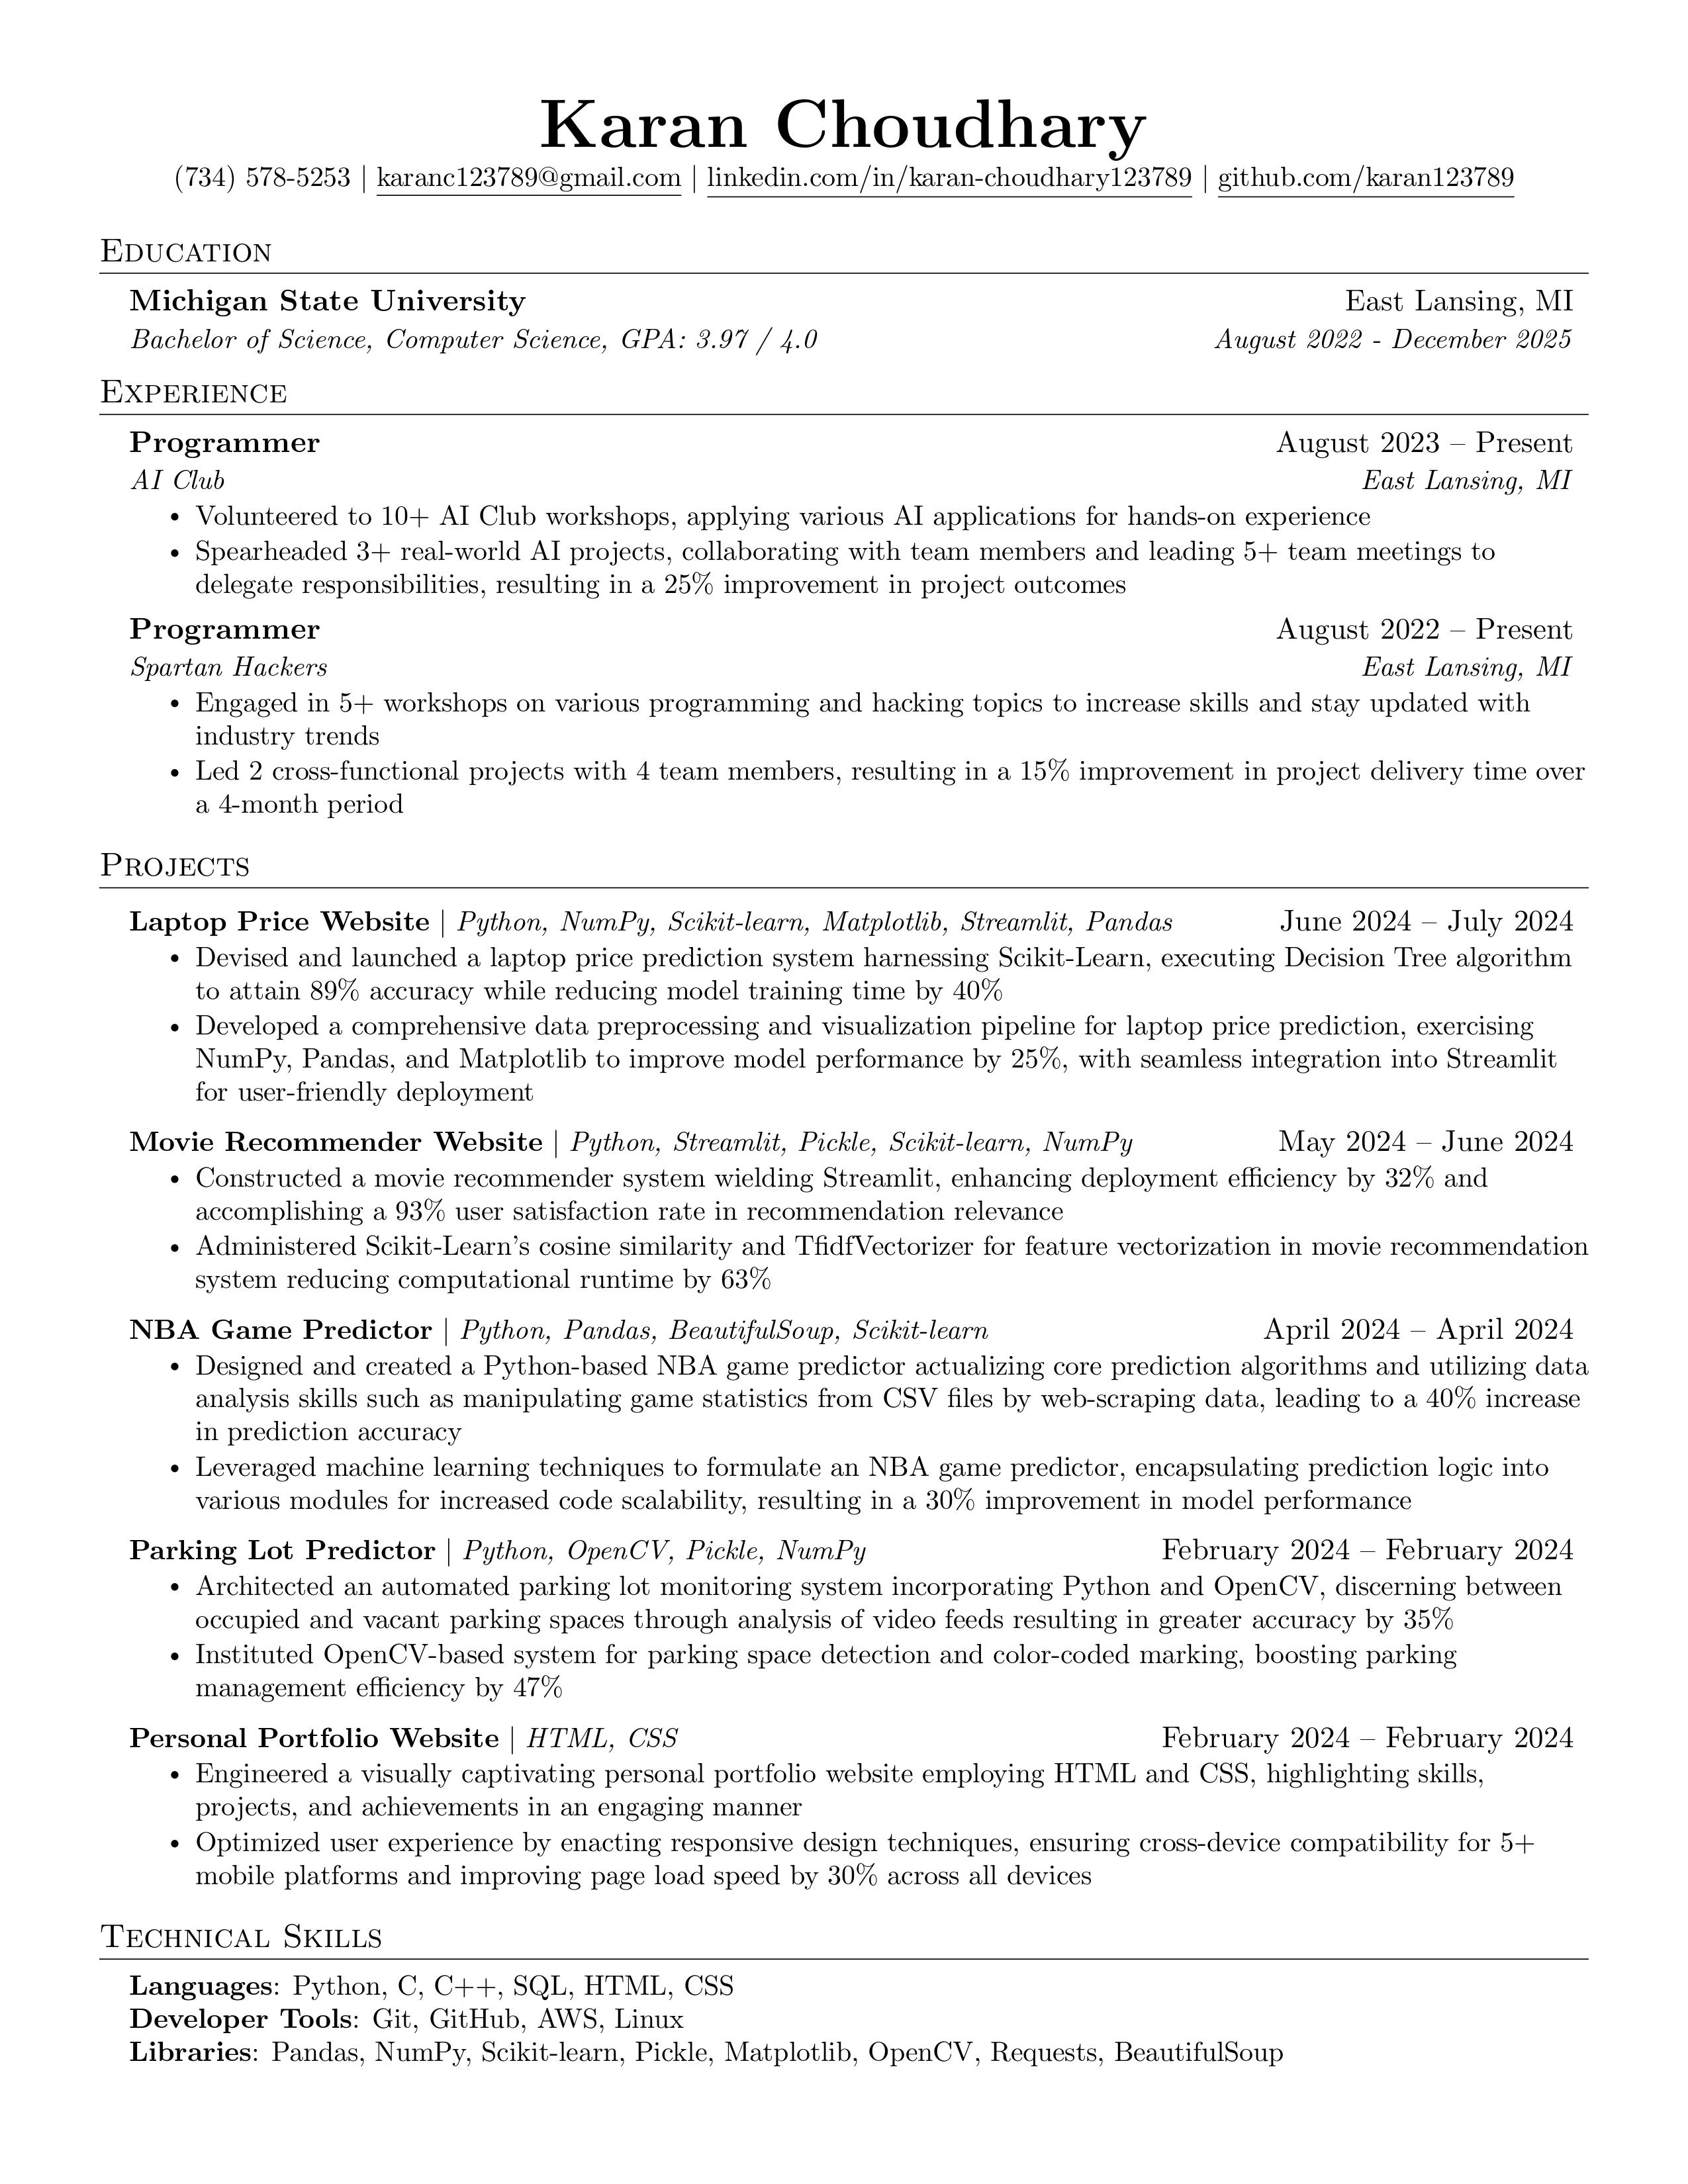 Karan Choudhary
(734) 578-5253 | karanc123789@gmail.com | linkedin.com/in/karan-choudhary123789 | github.com/karan123789
Education
Michigan State University East Lansing, MI
Bachelor of Science, Computer Science, GPA: 3.97 / 4.0 August 2022 - December 2025
Experience
Programmer August 2023 – Present
AI Club East Lansing, MI
• Volunteered to 10+ AI Club workshops, applying various AI applications for hands-on experience
• Spearheaded 3+ real-world AI projects, collaborating with team members and leading 5+ team meetings to
delegate responsibilities, resulting in a 25% improvement in project outcomes
Programmer August 2022 – Present
Spartan Hackers East Lansing, MI
• Engaged in 5+ workshops on various programming and hacking topics to increase skills and stay updated with
industry trends
• Led 2 cross-functional projects with 4 team members, resulting in a 15% improvement in project delivery time over
a 4-month period
Projects
Laptop Price Website | Python, NumPy, Scikit-learn, Matplotlib, Streamlit, Pandas June 2024 – July 2024
• Devised and launched a laptop price prediction system harnessing Scikit-Learn, executing Decision Tree algorithm
to attain 89% accuracy while reducing model training time by 40%
• Developed a comprehensive data preprocessing and visualization pipeline for laptop price prediction, exercising
NumPy, Pandas, and Matplotlib to improve model performance by 25%, with seamless integration into Streamlit
for user-friendly deployment
Movie Recommender Website | Python, Streamlit, Pickle, Scikit-learn, NumPy May 2024 – June 2024
• Constructed a movie recommender system wielding Streamlit, enhancing deployment efficiency by 32% and
accomplishing a 93% user satisfaction rate in recommendation relevance
• Administered Scikit-Learn's cosine similarity and TfidfVectorizer for feature vectorization in movie recommendation
system reducing computational runtime by 63%
NBA Game Predictor | Python, Pandas, BeautifulSoup, Scikit-learn April 2024 – April 2024
• Designed and created a Python-based NBA game predictor actualizing core prediction algorithms and utilizing data
analysis skills such as manipulating game statistics from CSV files by web-scraping data, leading to a 40% increase
in prediction accuracy
• Leveraged machine learning techniques to formulate an NBA game predictor, encapsulating prediction logic into
various modules for increased code scalability, resulting in a 30% improvement in model performance
Parking Lot Predictor | Python, OpenCV, Pickle, NumPy February 2024 – February 2024
• Architected an automated parking lot monitoring system incorporating Python and OpenCV, discerning between
occupied and vacant parking spaces through analysis of video feeds resulting in greater accuracy by 35%
• Instituted OpenCV-based system for parking space detection and color-coded marking, boosting parking
management efficiency by 47%
Personal Portfolio Website | HTML, CSS February 2024 – February 2024
• Engineered a visually captivating personal portfolio website employing HTML and CSS, highlighting skills,
projects, and achievements in an engaging manner
• Optimized user experience by enacting responsive design techniques, ensuring cross-device compatibility for 5+
mobile platforms and improving page load speed by 30% across all devices
Technical Skills
Languages: Python, C, C++, SQL, HTML, CSS
Developer Tools: Git, GitHub, AWS, Linux
Libraries: Pandas, NumPy, Scikit-learn, Pickle, Matplotlib, OpenCV, Requests, BeautifulSoup